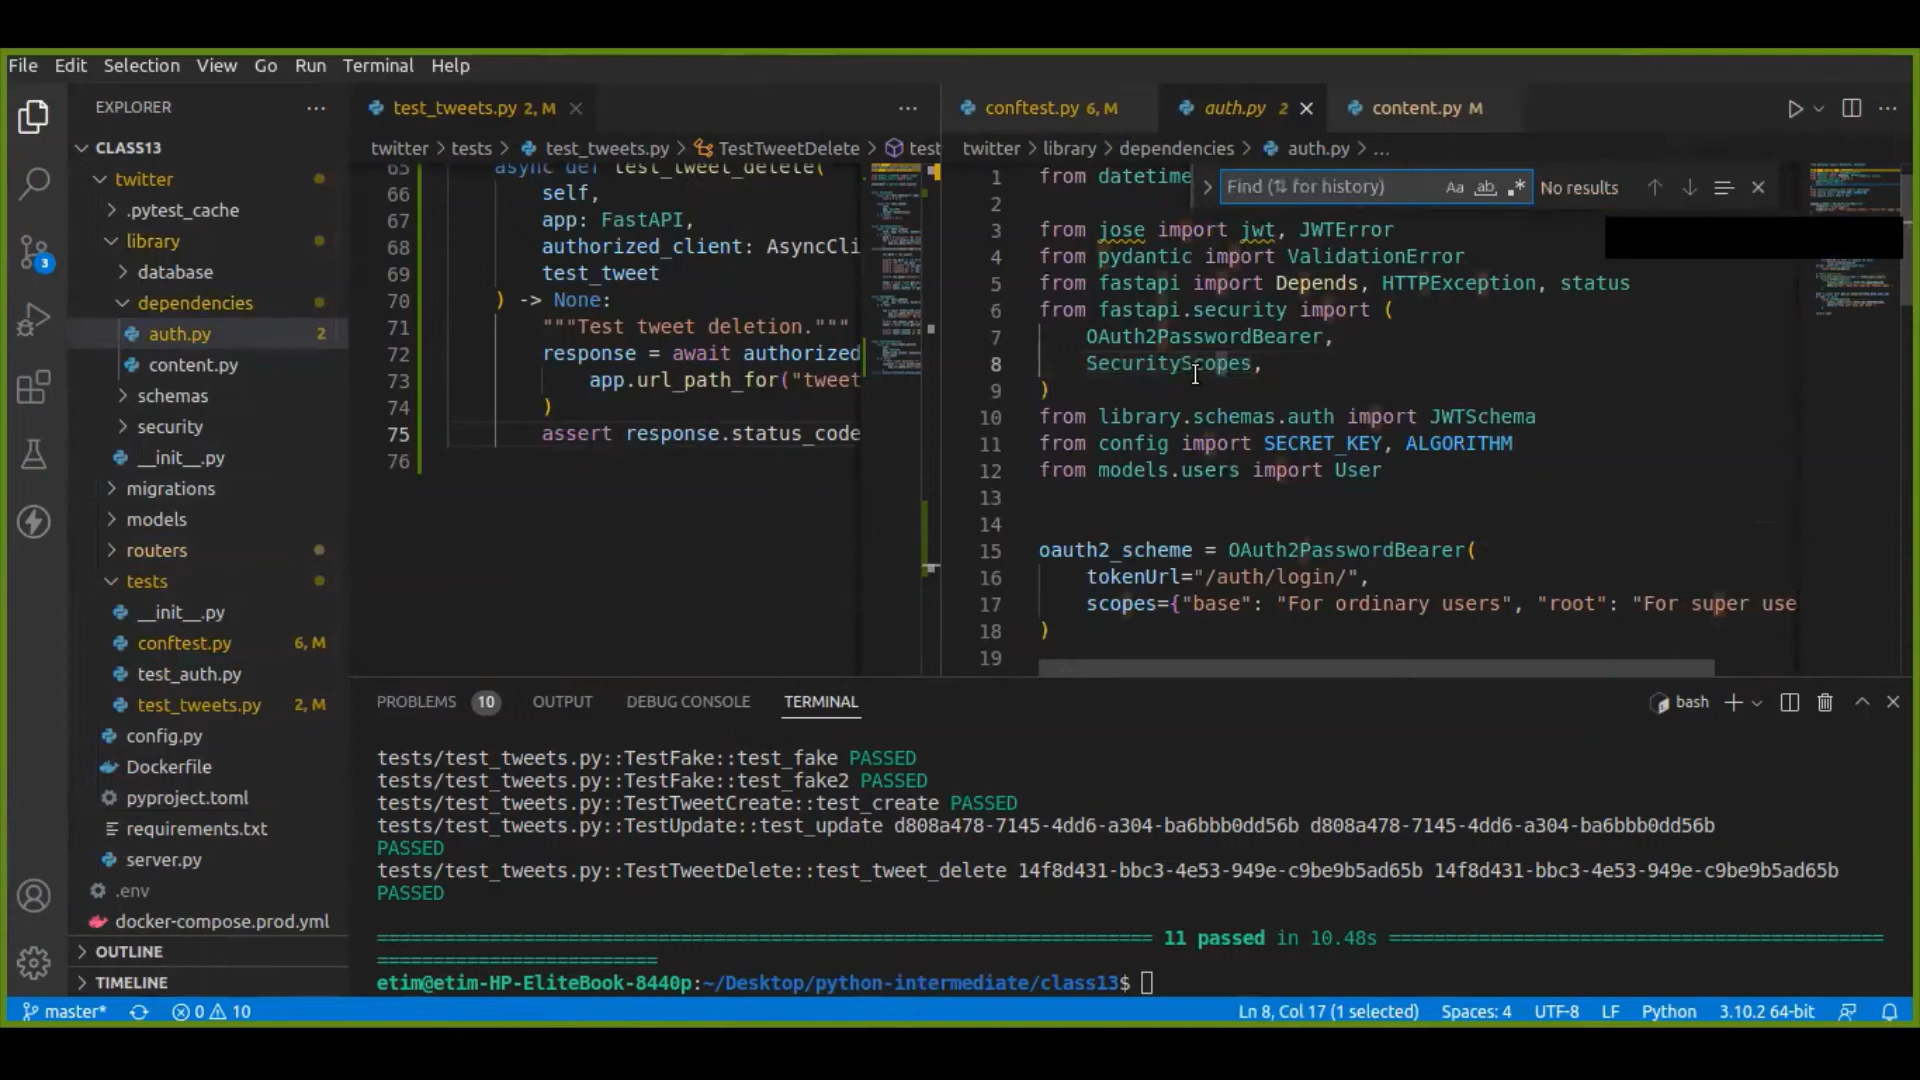 File Edit Selection View Go Run Terminal Help
EXPLORER
CLASS13
twitter
.pytest_cache
library
database
dependencies
auth.py 2
content.py
schemas
security
__init__.py
migrations
models
routers
tests
__init__.py
conftest.py 6, M
test_auth.py
test_tweets.py 2, M
config.py
Dockerfile
pyproject.toml
requirements.txt
server.py
.env
docker-compose.prod.yml
OUTLINE
TIMELINE
3
test_tweets.py 2, M
twitter > tests > test_tweets.py > TestTweetDelete > test
65 async def test_tweet_delete(
66 self,
67 app: FastAPI,
68 authorized_client: AsyncCli
69 test_tweet
70 ) -> None:
71 """Test tweet deletion."""
72 response = await authorized
73 app.url_path_for("tweet
74 )
75 assert response.status_code
76
conftest.py 6, M auth.py 2 content.py M
twitter > library > dependencies > auth.py > ...
Find (⇅ for history) Aa ab No results
1 from datetime
2
3 from jose import jwt, JWTError
4 from pydantic import ValidationError
5 from fastapi import Depends, HTTPException, status
6 from fastapi.security import (
7 OAuth2PasswordBearer,
8 SecurityScopes,
9 )
10 from library.schemas.auth import JWTSchema
11 from config import SECRET_KEY, ALGORITHM
12 from models.users import User
13
14
15 oauth2_scheme = OAuth2PasswordBearer(
16 tokenUrl="/auth/login/",
17 scopes={"base": "For ordinary users", "root": "For super use
18 )
19
PROBLEMS 10 OUTPUT DEBUG CONSOLE TERMINAL bash
tests/test_tweets.py::TestFake::test_fake PASSED
tests/test_tweets.py::TestFake::test_fake2 PASSED
tests/test_tweets.py::TestTweetCreate::test_create PASSED
tests/test_tweets.py::TestUpdate::test_update d808a478-7145-4dd6-a304-ba6bbb0dd56b d808a478-7145-4dd6-a304-ba6bbb0dd56b
PASSED
tests/test_tweets.py::TestTweetDelete::test_tweet_delete 14f8d431-bbc3-4e53-949e-c9be9b5ad65b 14f8d431-bbc3-4e53-949e-c9be9b5ad65b
PASSED
11 passed in 10.48s
etim@etim-HP-EliteBook-8440p:~/Desktop/python-intermediate/class13$
master* 0 10 Ln 8, Col 17 (1 selected) Spaces: 4 UTF-8 LF Python 3.10.2 64-bit